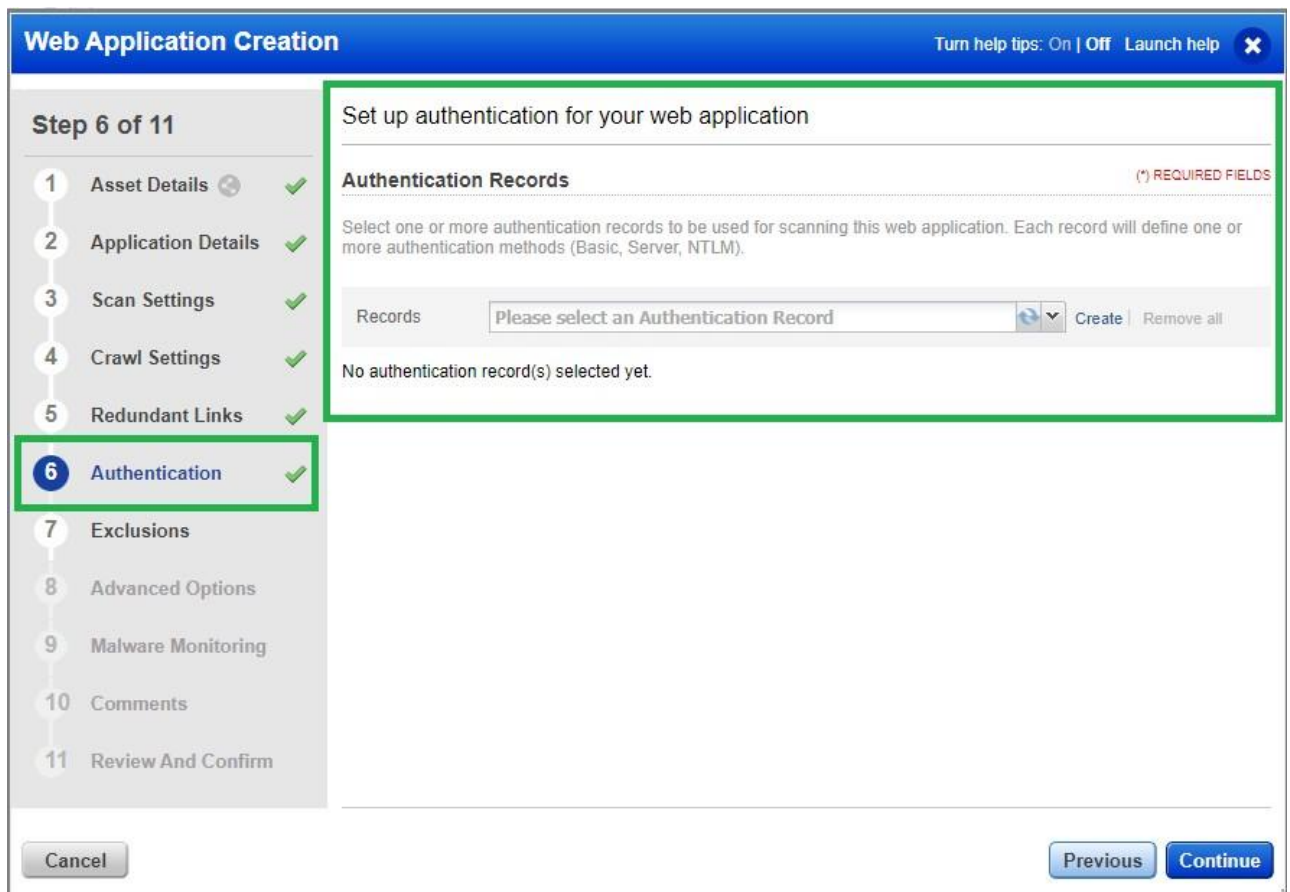 Web Application Creation
Turn help tips: On | Off Launch help
Step 6 of 11
1 Asset Details
2 Application Details
3 Scan Settings
4 Crawl Settings
5 Redundant Links
6 Authentication
7 Exclusions
8 Advanced Options
9 Malware Monitoring
10 Comments
11 Review And Confirm
Set up authentication for your web application
Authentication Records
(*) REQUIRED FIELDS
Select one or more authentication records to be used for scanning this web application. Each record will define one or
more authentication methods (Basic, Server, NTLM).
Records Please select an Authentication Record Create | Remove all
No authentication record(s) selected yet.
Cancel
Previous
Continue